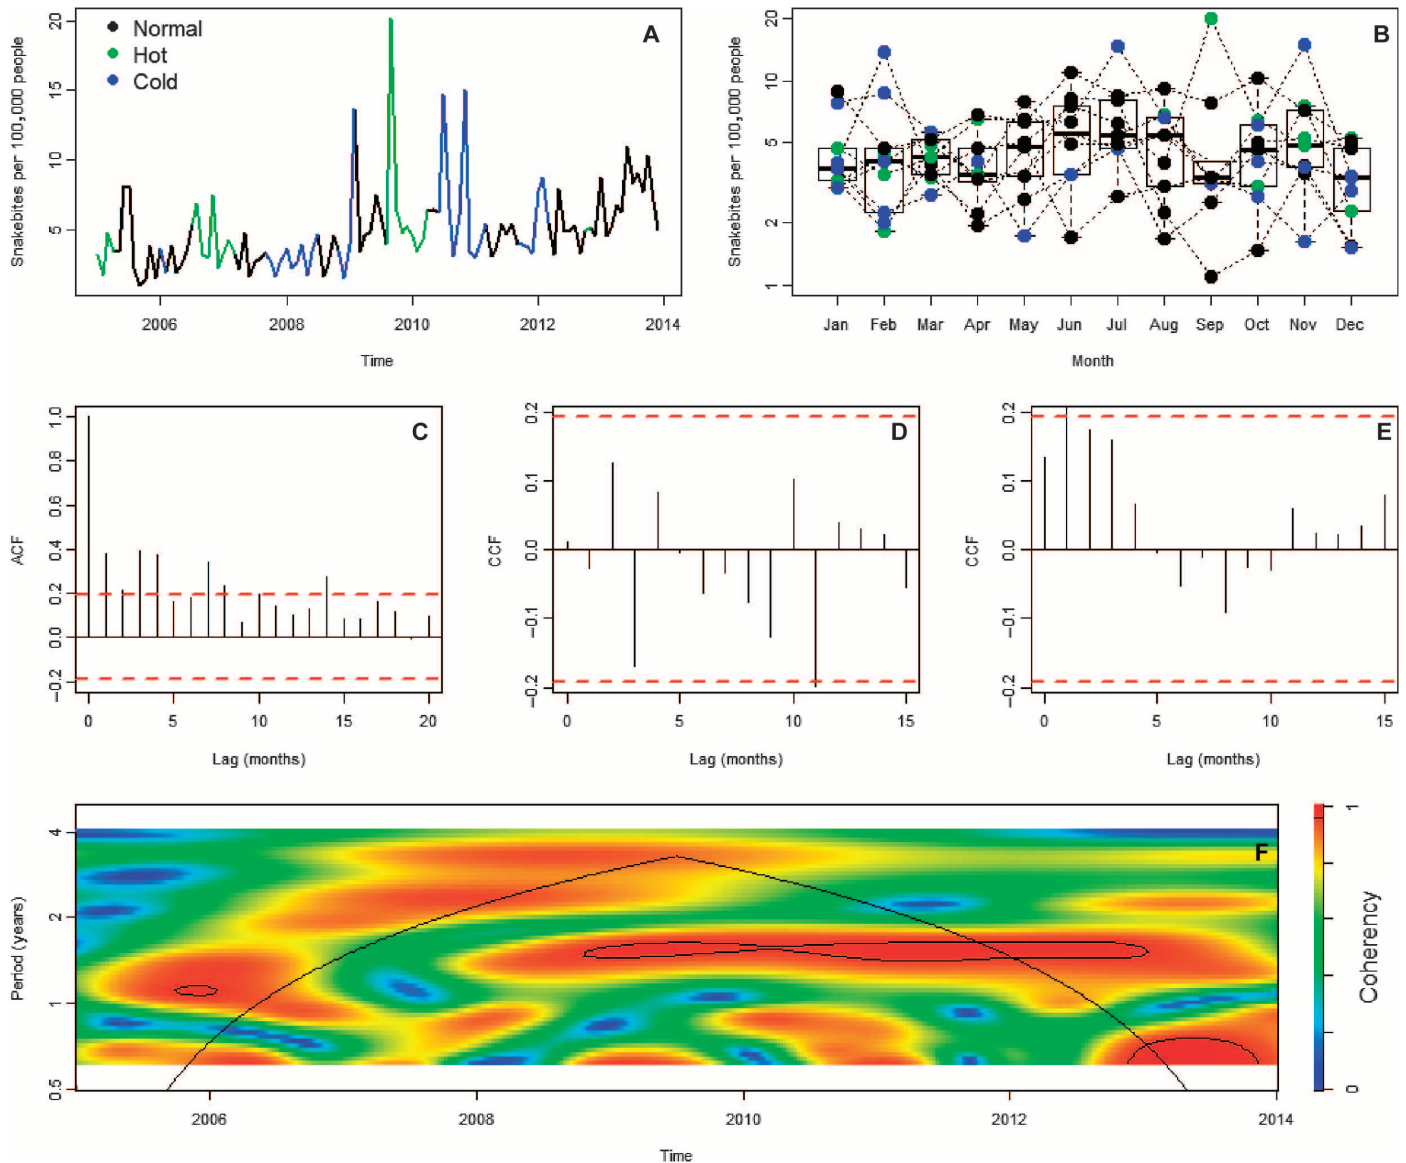 A
Normal
Hot
Cold
Snakebites per 100,000 people
20
15
10
5
2006
2008
2010
2012
2014
Time
B
Snakebites per 100,000 people
20
10
5
2
1
Jan
Feb
Mar
Apr
May
Jun
Jul
Aug
Sep
Oct
Nov
Dec
Month
C
ACF
1.0
0.8
0.6
0.4
0.2
0.0
−0.2
0
5
10
15
20
Lag (months)
D
CCF
0.2
0.1
0.0
−0.1
−0.2
0
5
10
15
Lag (months)
E
CCF
0.2
0.1
0.0
−0.1
−0.2
0
5
10
15
Lag (months)
F
Period (years)
4
2
1
0.5
2006
2008
2010
2012
2014
Time
1
Coherency
0